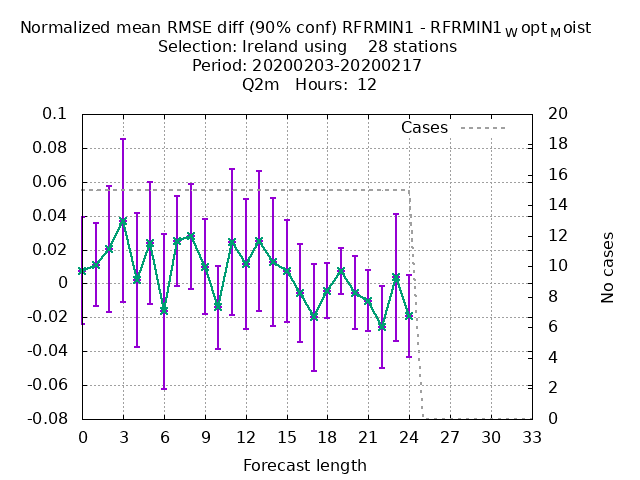 Normalized mean RMSE diff (90% conf) RFRMIN1 - RFRMIN1WoptMoist
Selection: Ireland using 28 stations
Period: 20200203-20200217
Q2m Hours: 12
Cases
0.1
0.08
0.06
0.04
0.02
0
-0.02
-0.04
-0.06
-0.08
20
18
16
14
12
10
8
6
4
2
0
No cases
0 3 6 9 12 15 18 21 24 27 30 33
Forecast length